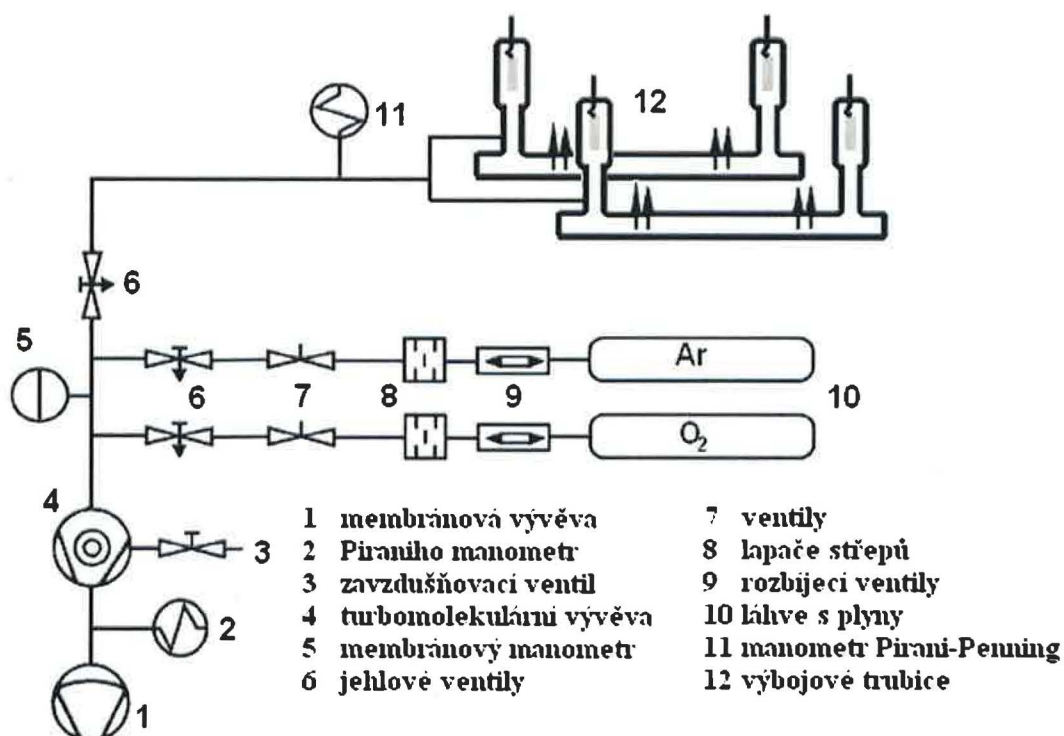 11
12
6
5
Ar
6
7
8
9
10
O2
4
3
2
1
1 membránová vývěva
2 Piraniho manometr
3 zavzdušňovací ventil
4 turbomolekulární vývěva
5 membránový manometr
6 jehlové ventily
7 ventily
8 lapače střepů
9 rozbíjecí ventily
10 láhve s plyny
11 manometr Pirani-Penning
12 výbojové trubice